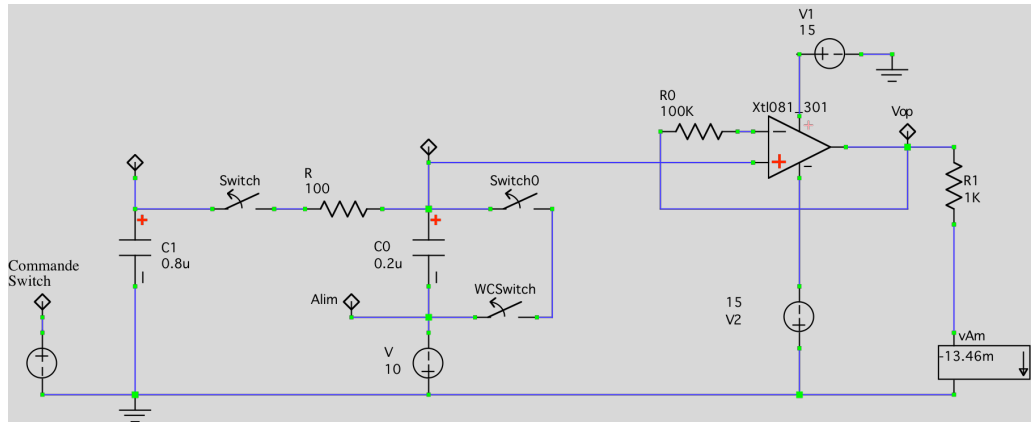 V1
15
R0
100K
Xtl081_301
Vop
R
100
Switch
Switch0
R1
1K
C1
0.8u
C0
0.2u
Commande
Switch
Alim
WCSwitch
15
V2
V
10
vAm
-13.46m